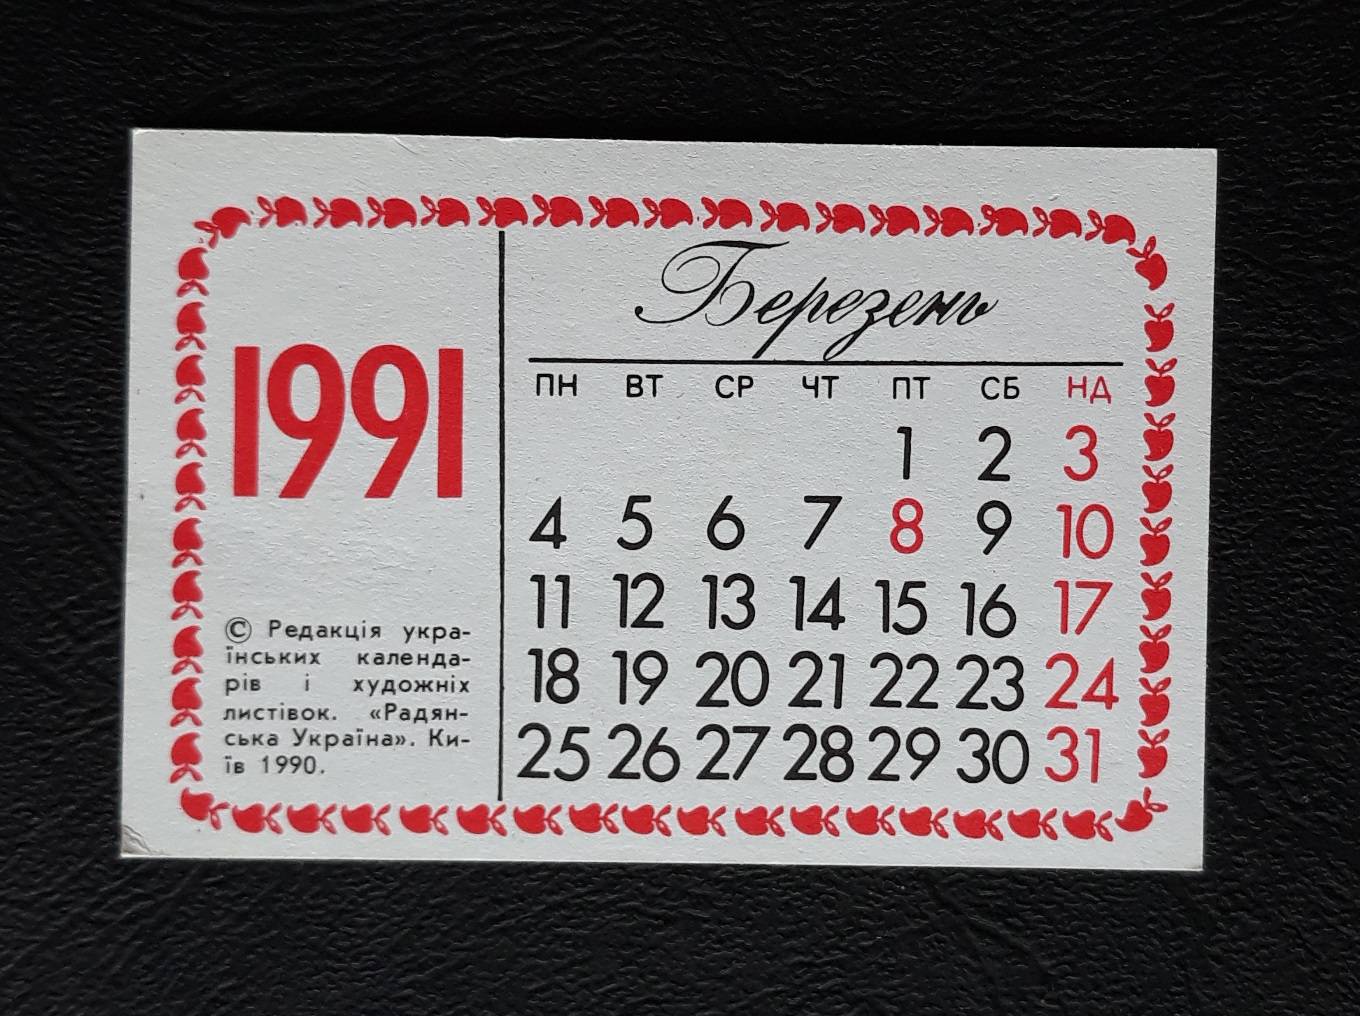 Березень
1991
ПН ВТ СР ЧТ ПТ СБ НД
1 2 3
4 5 6 7 8 9 10
11 12 13 14 15 16 17
18 19 20 21 22 23 24
25 26 27 28 29 30 31
© Редакція укра-
їнських календа-
рів і художніх
листівок. «Радян-
ська Україна». Ки-
їв 1990.